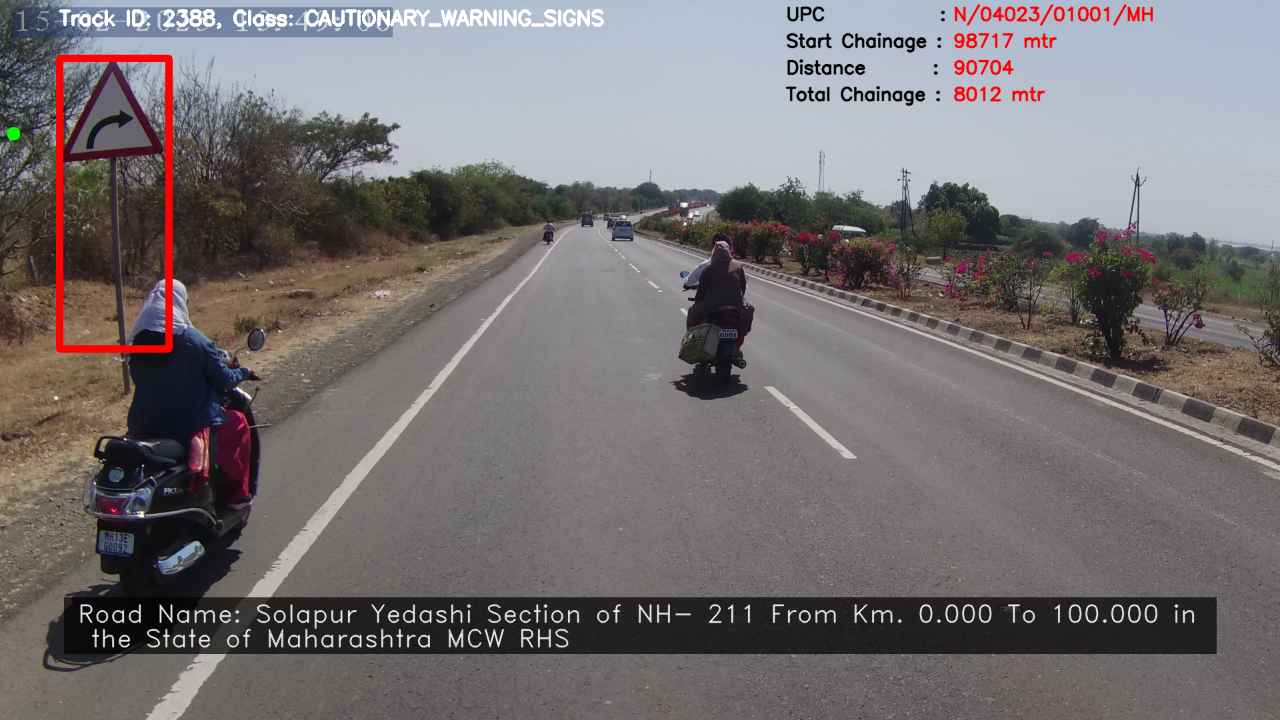 Track ID: 2388, Class: CAUTIONARY_WARNING_SIGNS
UPC : N/04023/01001/MH
Start Chainage : 98717 mtr
Distance : 90704
Total Chainage : 8012 mtr
MH13E
Road Name: Solapur Yedashi Section of NH- 211 From Km. 0.000 To 100.000 in
the State of Maharashtra MCW RHS